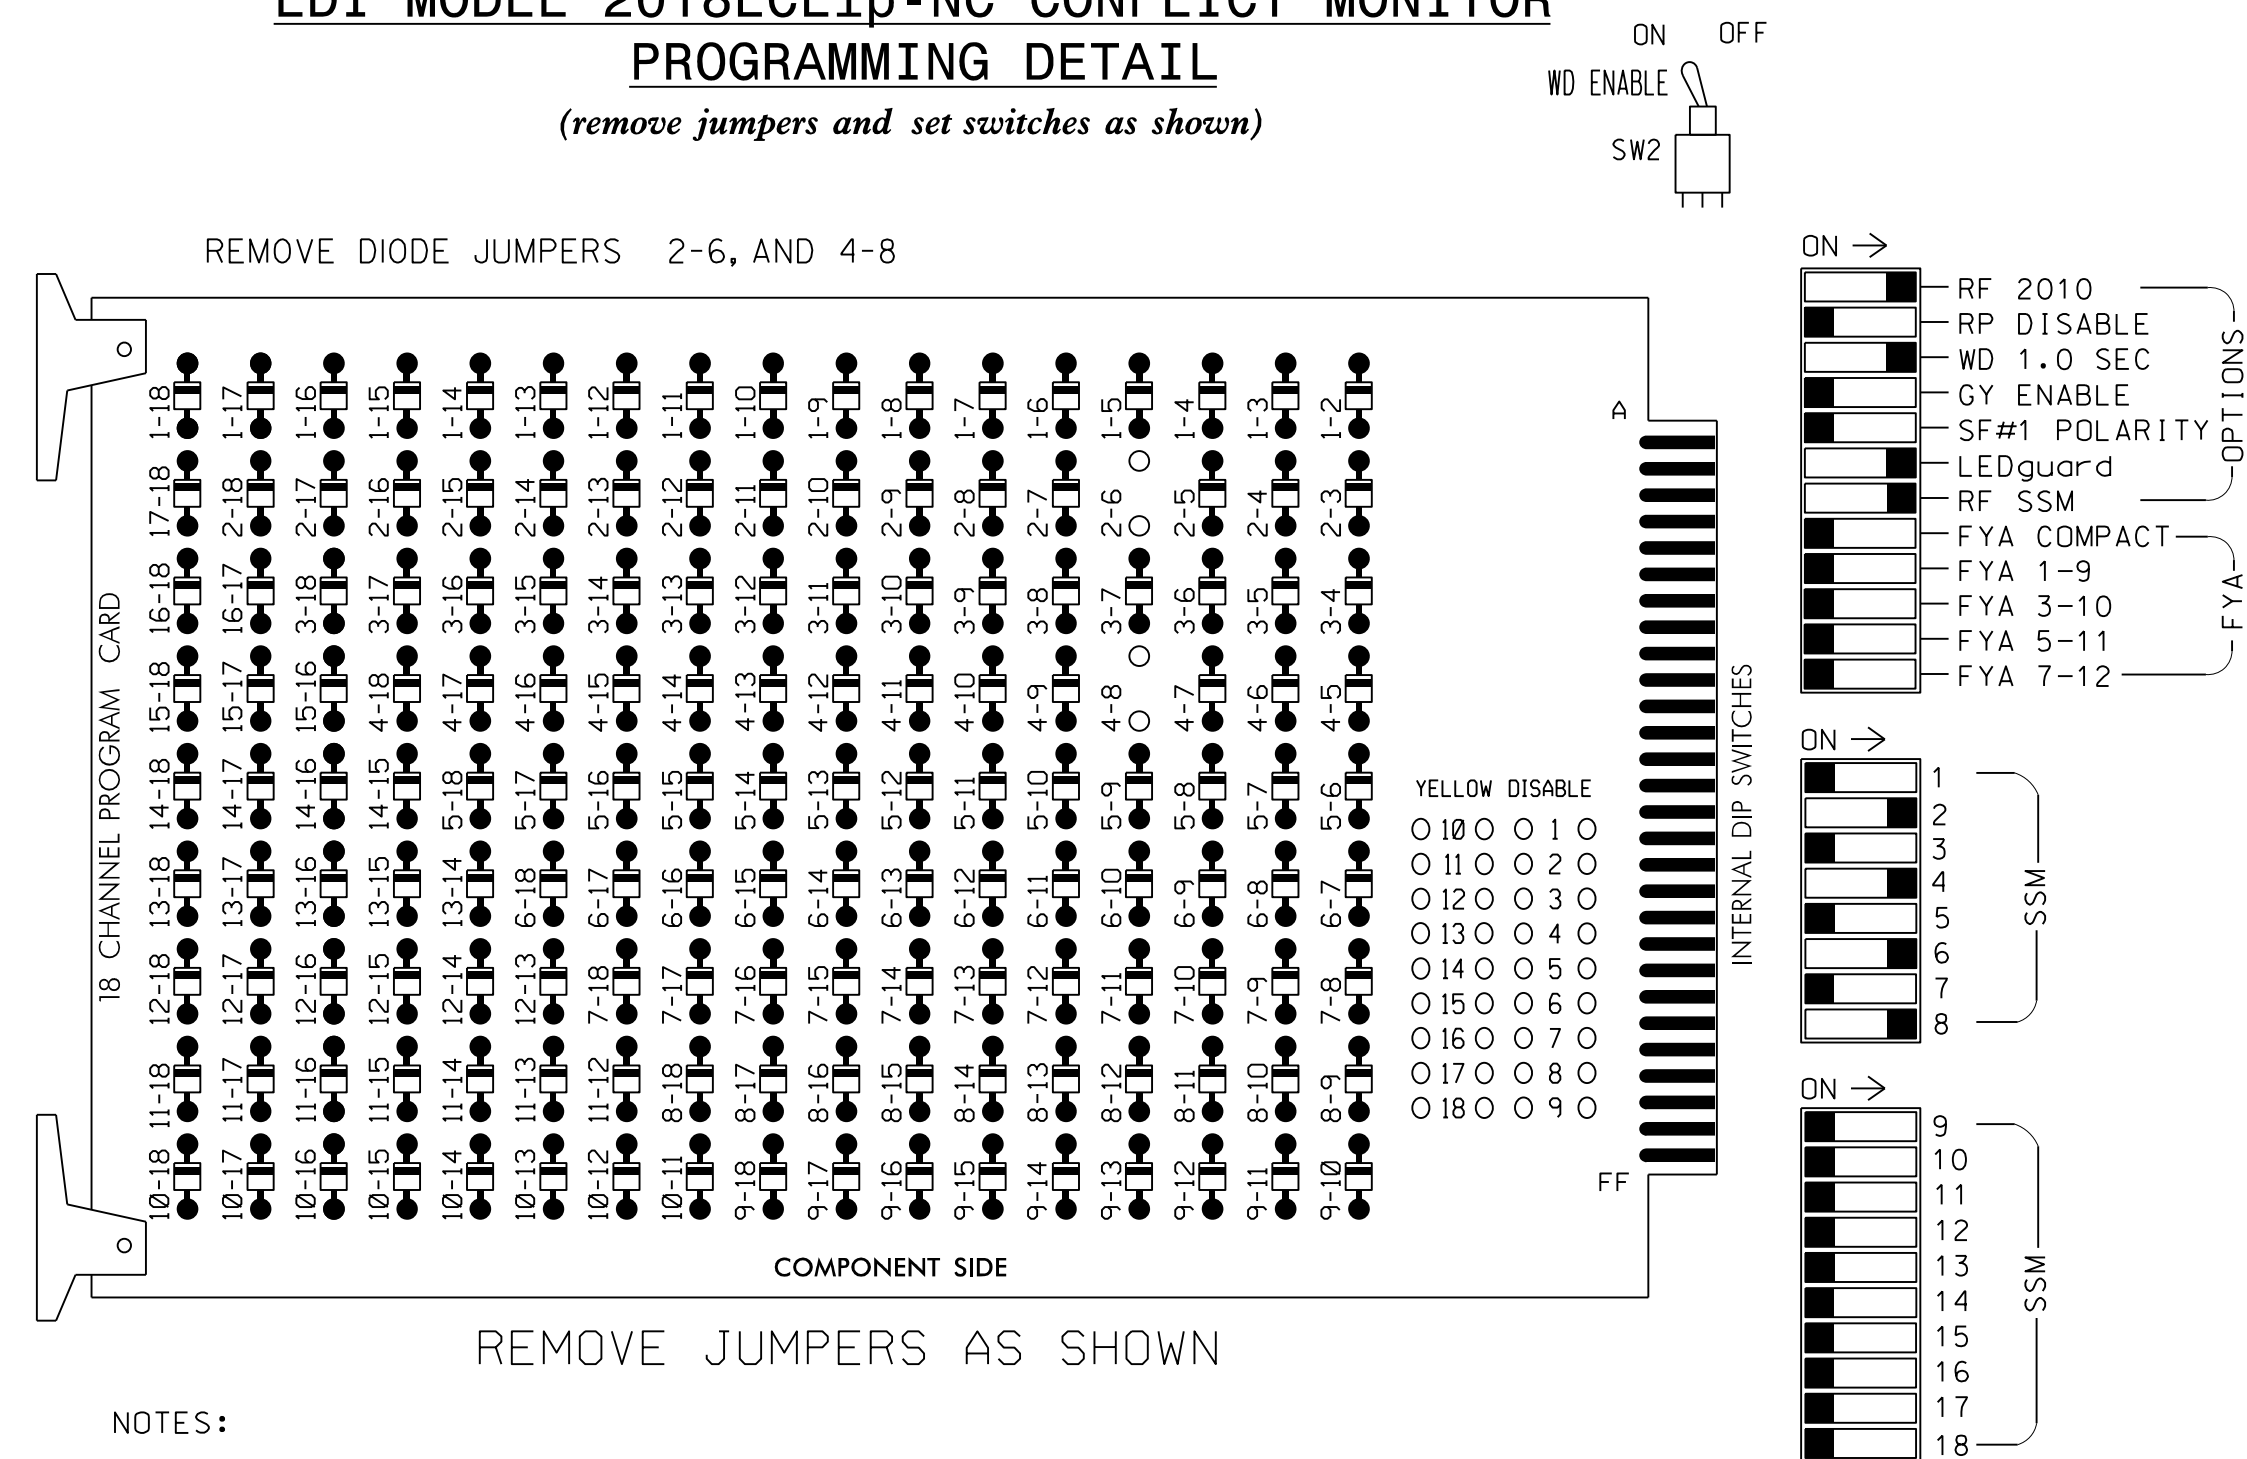 EDI MODEL 2018ECLip-NC CONFLICT MONITOR
PROGRAMMING DETAIL
(remove jumpers and set switches as shown)
ON OFF
WD ENABLE
SW2
REMOVE DIODE JUMPERS 2-6, AND 4-8
1-18 1-17 1-16 1-15 1-14 1-13 1-12 1-11 1-10 1-9 1-8 1-7 1-6 1-5 1-4 1-3 1-2
17-18 2-18 2-17 2-16 2-15 2-14 2-13 2-12 2-11 2-10 2-9 2-8 2-7 2-6 2-5 2-4 2-3
16-18 16-17 3-18 3-17 3-16 3-15 3-14 3-13 3-12 3-11 3-10 3-9 3-8 3-7 3-6 3-5 3-4
15-18 15-17 15-16 4-18 4-17 4-16 4-15 4-14 4-13 4-12 4-11 4-10 4-9 4-8 4-7 4-6 4-5
14-18 14-17 14-16 14-15 5-18 5-17 5-16 5-15 5-14 5-13 5-12 5-11 5-10 5-9 5-8 5-7 5-6
13-18 13-17 13-16 13-15 13-14 6-18 6-17 6-16 6-15 6-14 6-13 6-12 6-11 6-10 6-9 6-8 6-7
12-18 12-17 12-16 12-15 12-14 12-13 7-18 7-17 7-16 7-15 7-14 7-13 7-12 7-11 7-10 7-9 7-8
11-18 11-17 11-16 11-15 11-14 11-13 11-12 8-18 8-17 8-16 8-15 8-14 8-13 8-12 8-11 8-10 8-9
10-18 10-17 10-16 10-15 10-14 10-13 10-12 10-11 9-18 9-17 9-16 9-15 9-14 9-13 9-12 9-11 9-10
18 CHANNEL PROGRAM CARD
A
FF
YELLOW DISABLE
10 1
11 2
12 3
13 4
14 5
15 6
16 7
17 8
18 9
INTERNAL DIP SWITCHES
COMPONENT SIDE
REMOVE JUMPERS AS SHOWN
NOTES:
ON
RF 2010
RP DISABLE
WD 1.0 SEC
GY ENABLE
SF#1 POLARITY
LEDguard
RF SSM
OPTIONS
FYA COMPACT
FYA 1-9
FYA 3-10
FYA 5-11
FYA 7-12
FYA
ON
1
2
3
4
5
6
7
8
SSM
ON
9
10
11
12
13
14
15
16
17
18
SSM